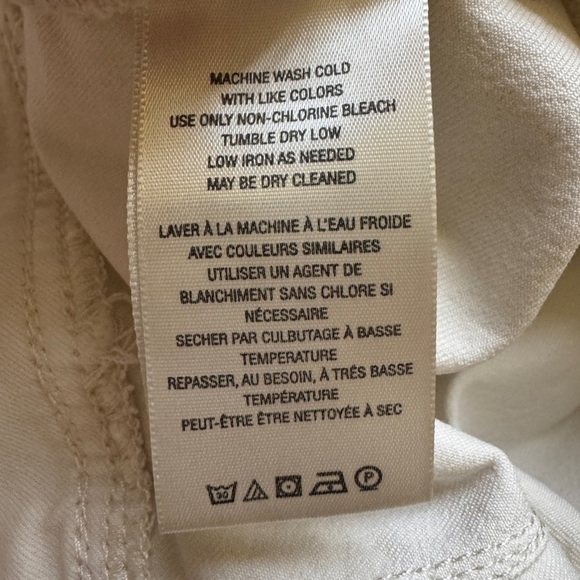 MACHINE WASH COLD
WITH LIKE COLORS
USE ONLY NON-CHLORINE BLEACH
TUMBLE DRY LOW
LOW IRON AS NEEDED
MAY BE DRY CLEANED
LAVER À LA MACHINE À L'EAU FROIDE
AVEC COULEURS SIMILAIRES
UTILISER UN AGENT DE
BLANCHIMENT SANS CHLORE SI
NÉCESSAIRE
SECHER PAR CULBUTAGE À BASSE
TEMPERATURE
REPASSER, AU BESOIN, À TRÉS BASSE
TEMPÉRATURE
PEUT-ÊTRE ÊTRE NETTOYÉE À SEC
30 P